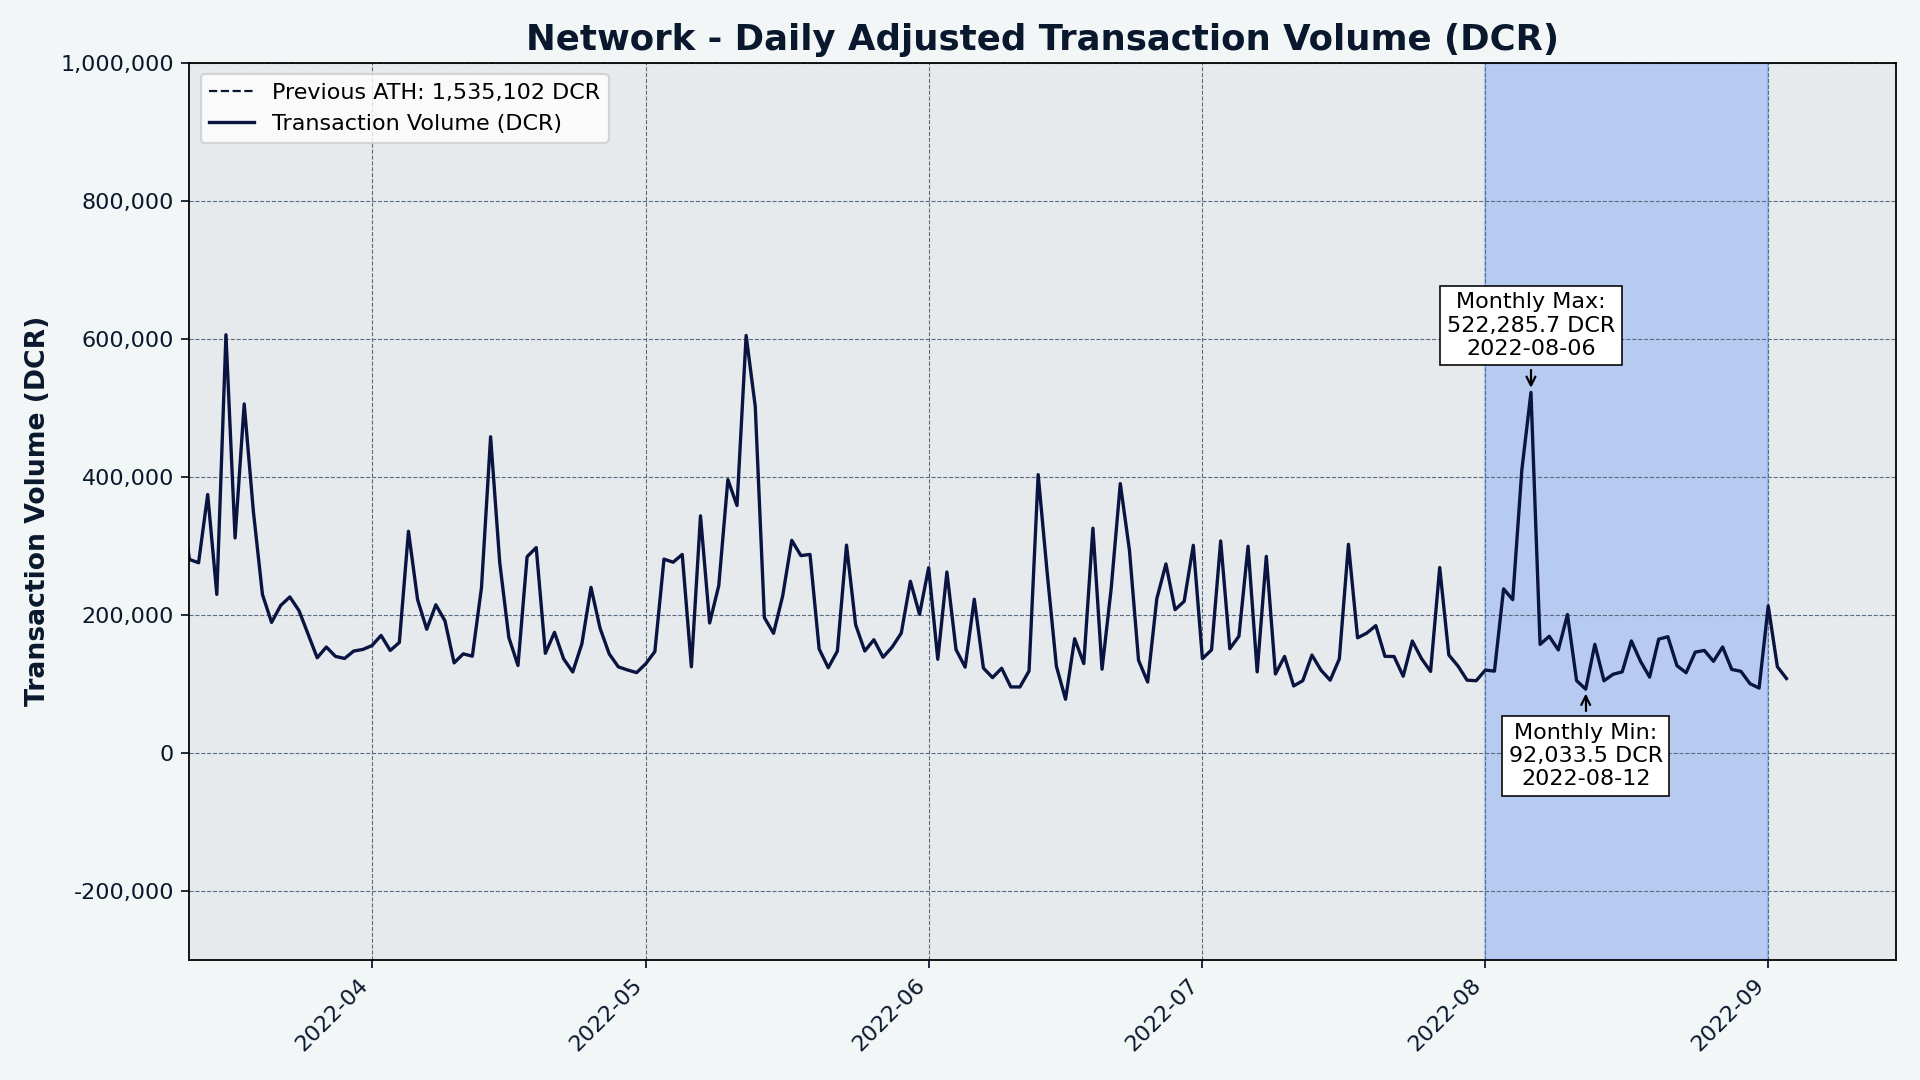 Network - Daily Adjusted Transaction Volume (DCR)
Previous ATH: 1,535,102 DCR
Transaction Volume (DCR)
Transaction Volume (DCR)
1,000,000
800,000
600,000
400,000
200,000
0
-200,000
Monthly Max:
522,285.7 DCR
2022-08-06
Monthly Min:
92,033.5 DCR
2022-08-12
2022-04
2022-05
2022-06
2022-07
2022-08
2022-09